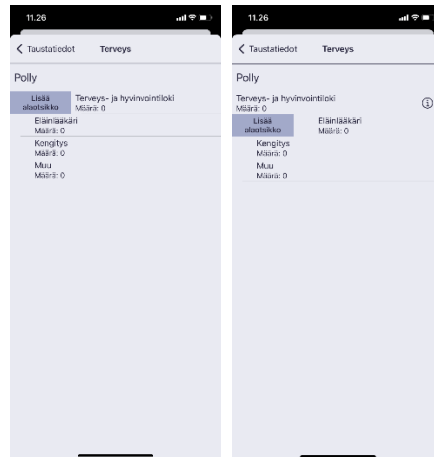 11.26
Taustatiedot Terveys
Polly
Lisää alaotsikko
Terveys- ja hyvinvointiloki
Määrä: 0
Eläinlääkäri
Määrä: 0
Kengitys
Määrä: 0
Muu
Määrä: 0
11.26
Taustatiedot Terveys
Polly
Terveys- ja hyvinvointiloki
Määrä: 0
Lisää alaotsikko
Eläinlääkäri
Määrä: 0
Kengitys
Määrä: 0
Muu
Määrä: 0